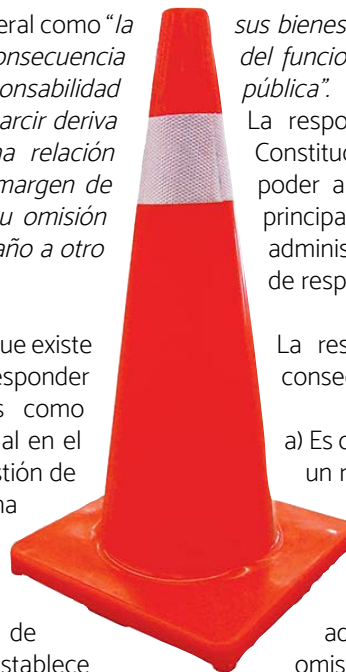 eral como “la
onsecuencia
onsabilidad
arcir deriva
na relación
margen de
u omisión
año a otro
ue existe
esponder
s como
al en el
stión de
na
de
establece
sus bienes
del funcio
pública”.
La respo
Constituc
poder a
principa
adminis
de resp
La res
consec
a) Es c
un r
ac
omis